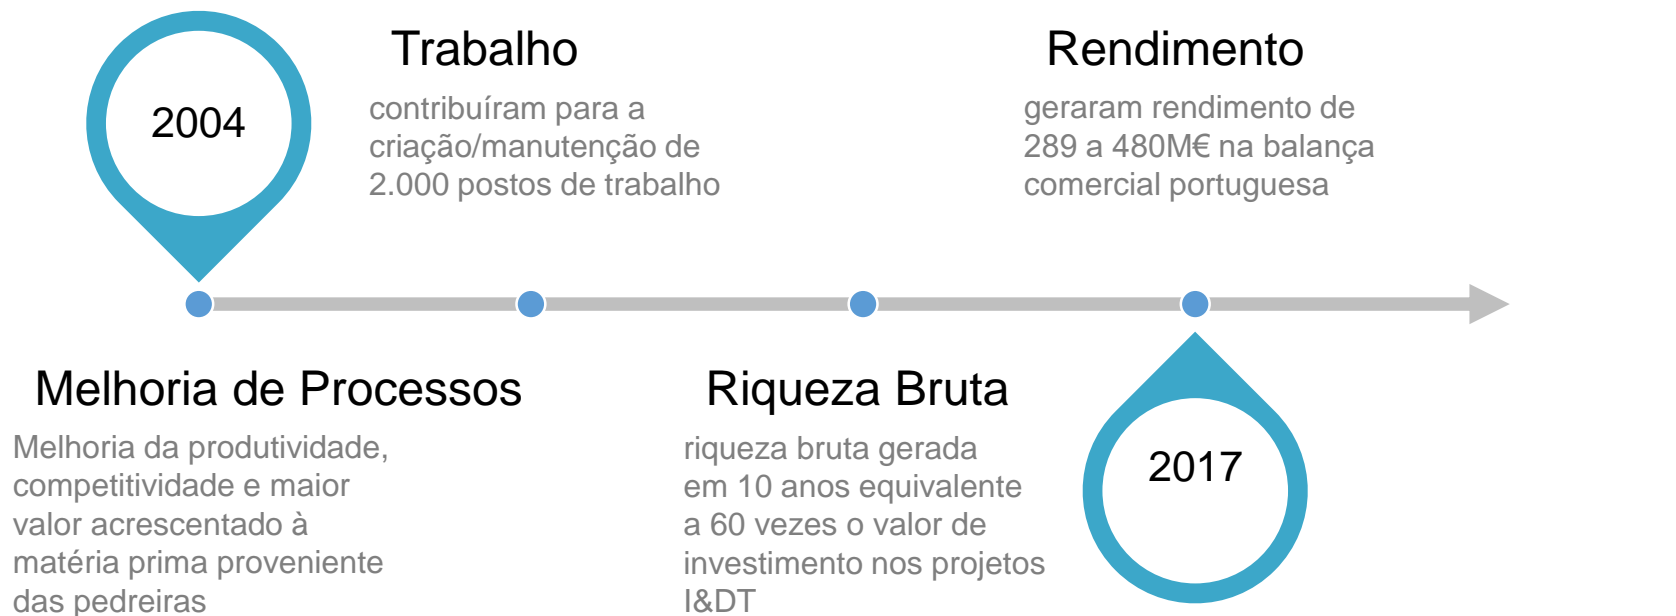 2004
Trabalho
contribuíram para a
criação/manutenção de
2.000 postos de trabalho
Rendimento
geraram rendimento de
289 a 480M€ na balança
comercial portuguesa
Melhoria de Processos
Melhoria da produtividade,
competitividade e maior
valor acrescentado à
matéria prima proveniente
das pedreiras
Riqueza Bruta
riqueza bruta gerada
em 10 anos equivalente
a 60 vezes o valor de
investimento nos projetos
I&DT
2017